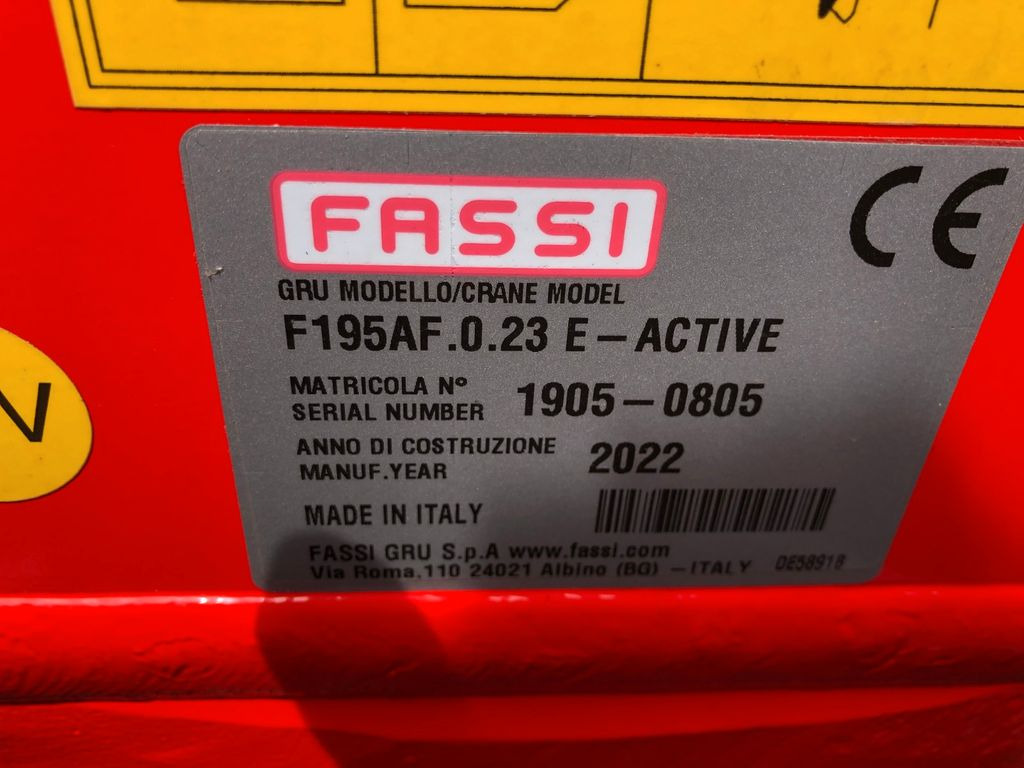 FASSI
CE
GRU MODELLO/CRANE MODEL
F195AF.0.23 E-ACTIVE
MATRICOLA Nº
SERIAL NUMBER 1905-0805
ANNO DI COSTRUZIONE
MANUF.YEAR 2022
MADE IN ITALY
FASSI GRU S.p.A www.fassi.com
Via Roma,110 24021 Albino (BG) -ITALY DE58918